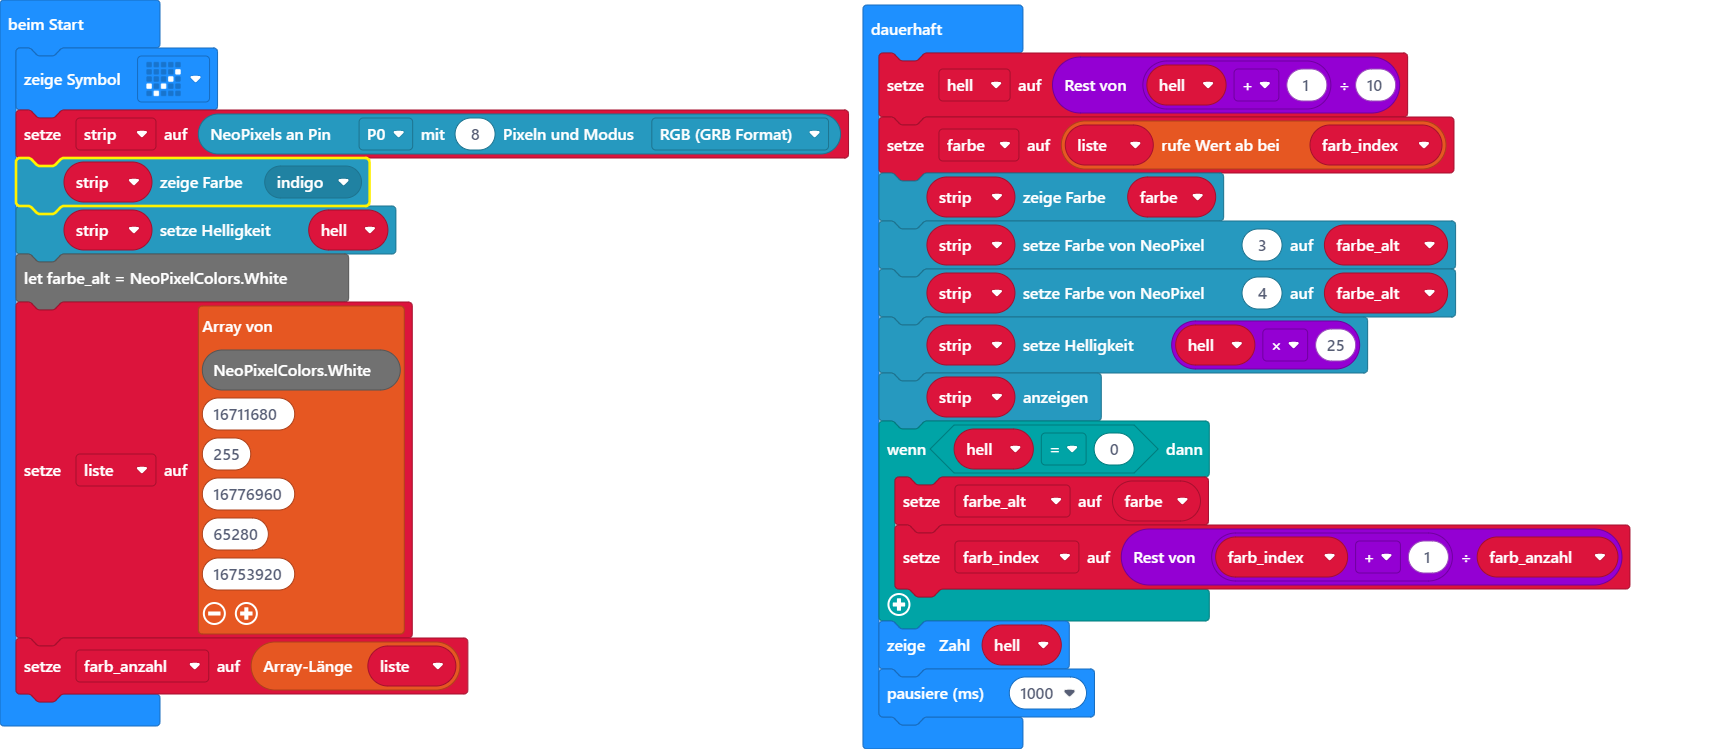 beim Start
zeige Symbol
setze strip auf NeoPixels an Pin P0 mit 8 Pixeln und Modus RGB (GRB Format)
strip zeige Farbe indigo
strip setze Helligkeit hell
let farbe_alt = NeoPixelColors.White
Array von
NeoPixelColors.White
16711680
255
setze liste auf
16776960
65280
16753920
setze farb_anzahl auf Array-Länge liste
dauerhaft
setze hell auf Rest von hell + 1 ÷ 10
setze farbe auf liste rufe Wert ab bei farb_index
strip zeige Farbe farbe
strip setze Farbe von NeoPixel 3 auf farbe_alt
strip setze Farbe von NeoPixel 4 auf farbe_alt
strip setze Helligkeit hell × 25
strip anzeigen
wenn hell = 0 dann
setze farbe_alt auf farbe
setze farb_index auf Rest von farb_index + 1 ÷ farb_anzahl
zeige Zahl hell
pausiere (ms) 1000